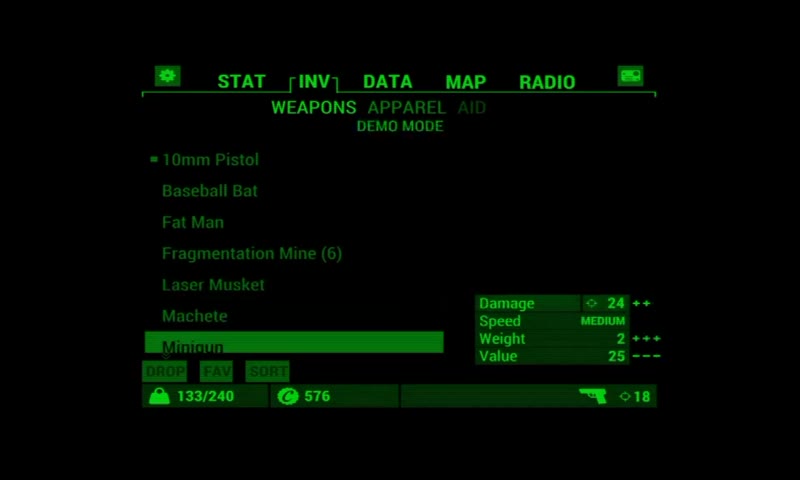 STAT INV DATA MAP RADIO
WEAPONS APPAREL AID
DEMO MODE
10mm Pistol
Baseball Bat
Fat Man
Fragmentation Mine (6)
Laser Musket
Machete
Minigun
Damage 24 ++
Speed MEDIUM
Weight 2 +++
Value 25 ---
DROP FAV SORT
133/240 576 18